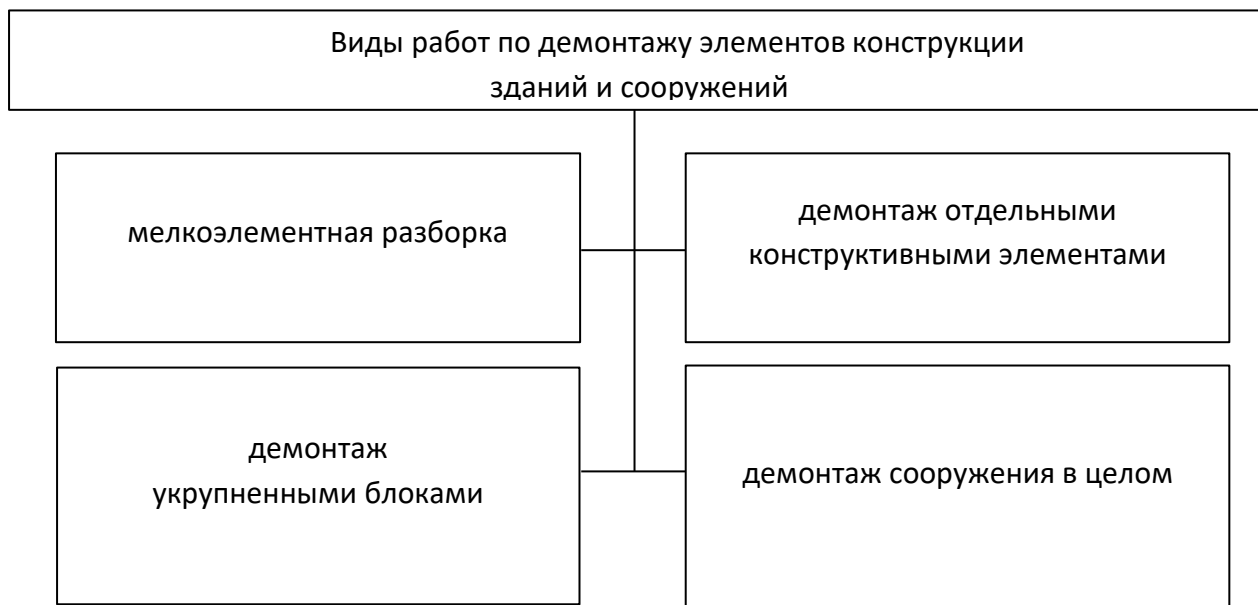 Виды работ по демонтажу элементов конструкции
зданий и сооружений
мелкоэлементная разборка
демонтаж отдельными
конструктивными элементами
демонтаж
укрупненными блоками
демонтаж сооружения в целом